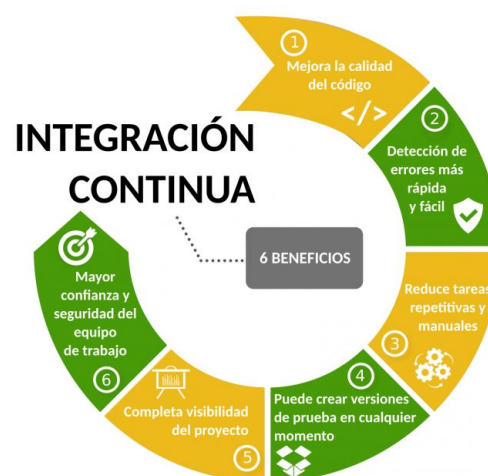 INTEGRACIÓN
CONTINUA
6 BENEFICIOS
1
Mejora la calidad
del código
</>
2
Detección de
errores más
rápida
y fácil
Reduce tareas
repetitivas y
manuales
3
4
Puede crear versiones
de prueba en cualquier
momento
Completa visibilidad
del proyecto
5
Mayor
confianza y
seguridad del
equipo
de trabajo
6